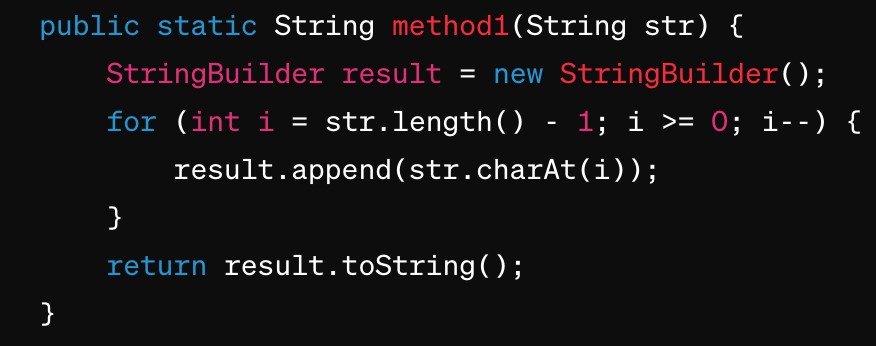 public static String method1(String str) {
    StringBuilder result = new StringBuilder();
    for (int i = str.length() - 1; i >= 0; i--) {
        result.append(str.charAt(i));
    }
    return result.toString();
}